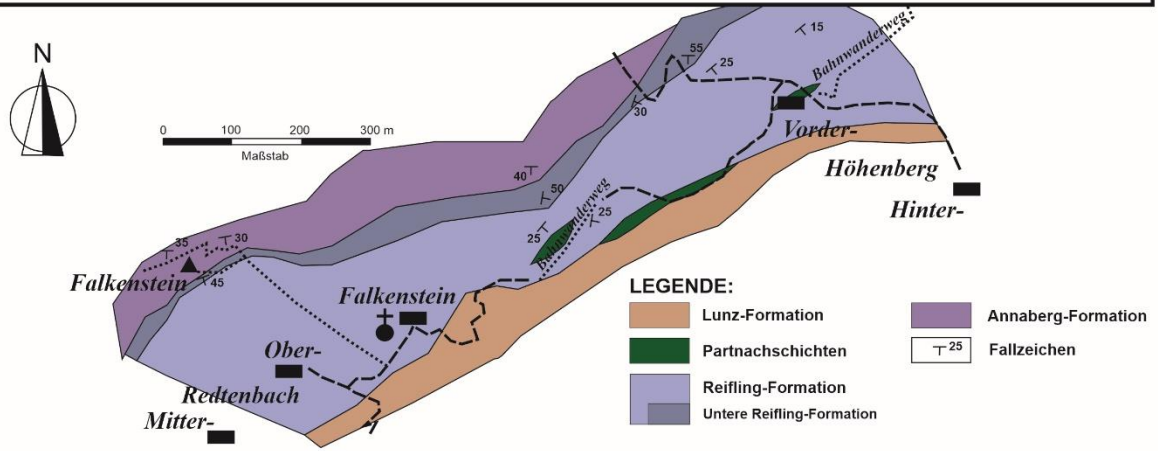 N
0 100 200 300 m
Maßstab
15
55
25
30
Bahnwanderweg
Vorder-
Höhenberg
Hinter-
40
50
25
25
Bahnwanderweg
35
30
45
Falkenstein
Falkenstein
Ober-
Redtenbach
Mitter-
LEGENDE:
Lunz-Formation
Partnachschichten
Reifling-Formation
Untere Reifling-Formation
Annaberg-Formation
25
Fallzeichen